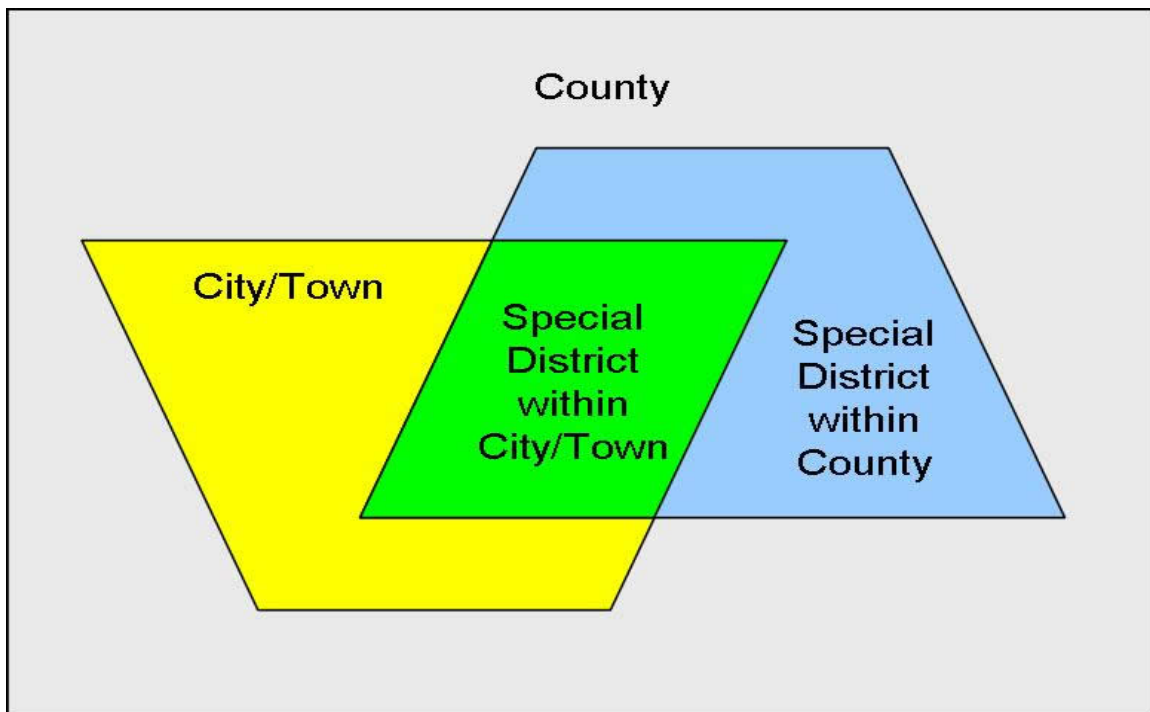 County
City/Town
Special
District
within
City/Town
Special
District
within
County